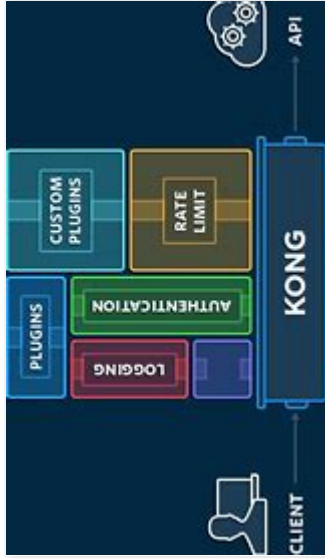 CUSTOM
PLUGINS
RATE
LIMIT
PLUGINS
AUTHENTICATION
LOGGING
CLIENT
KONG
API